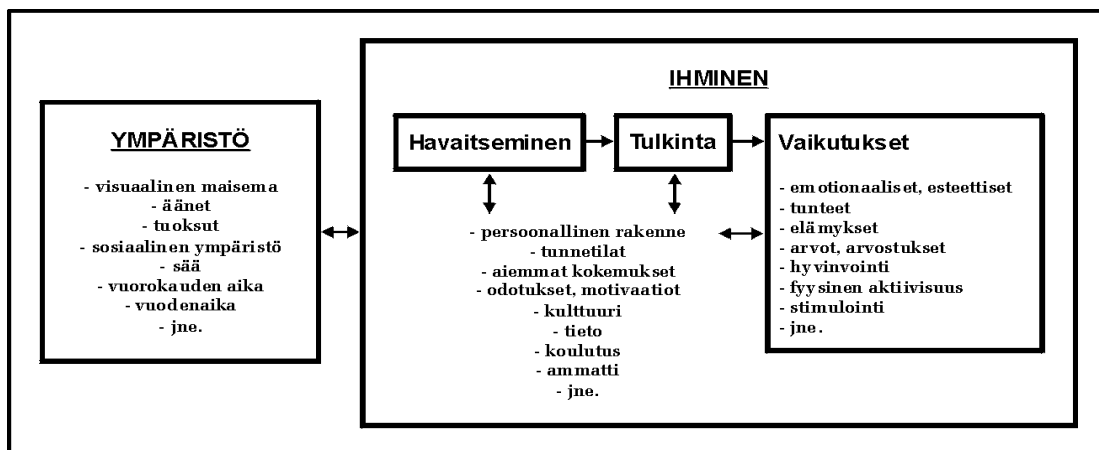 IHMINEN
YMPÄRISTÖ
- visuaalinen maisema
- äänet
- tuoksut
- sosiaalinen ympäristö
- sää
- vuorokauden aika
- vuodenaika
- jne.
Havaitseminen
Tulkinta
- persoonallinen rakenne
- tunnetilat
- aiemmat kokemukset
- odotukset, motivaatiot
- kulttuuri
- tieto
- koulutus
- ammatti
- jne.
Vaikutukset
- emotionaaliset, esteettiset
- tunteet
- elämykset
- arvot, arvostukset
- hyvinvointi
- fyysinen aktiivisuus
- stimulointi
- jne.